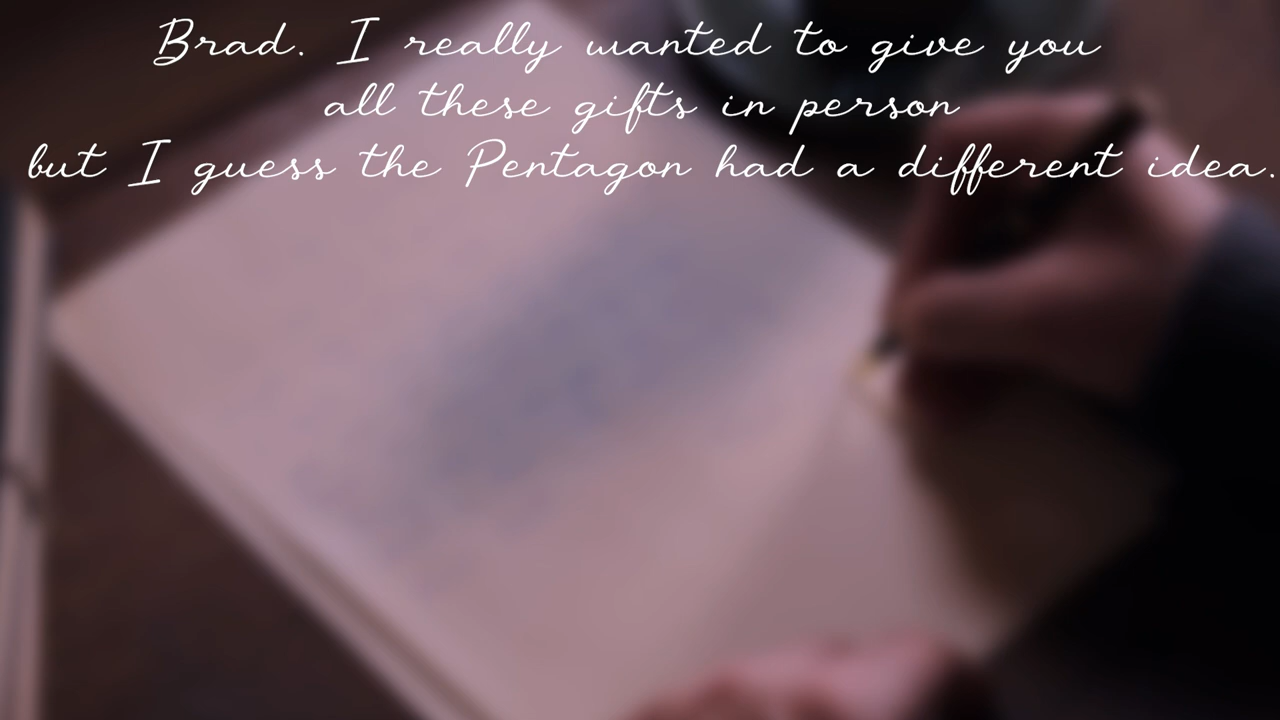 Brad. I really wanted to give you
all these gifts in person
but I guess the Pentagon had a different idea.